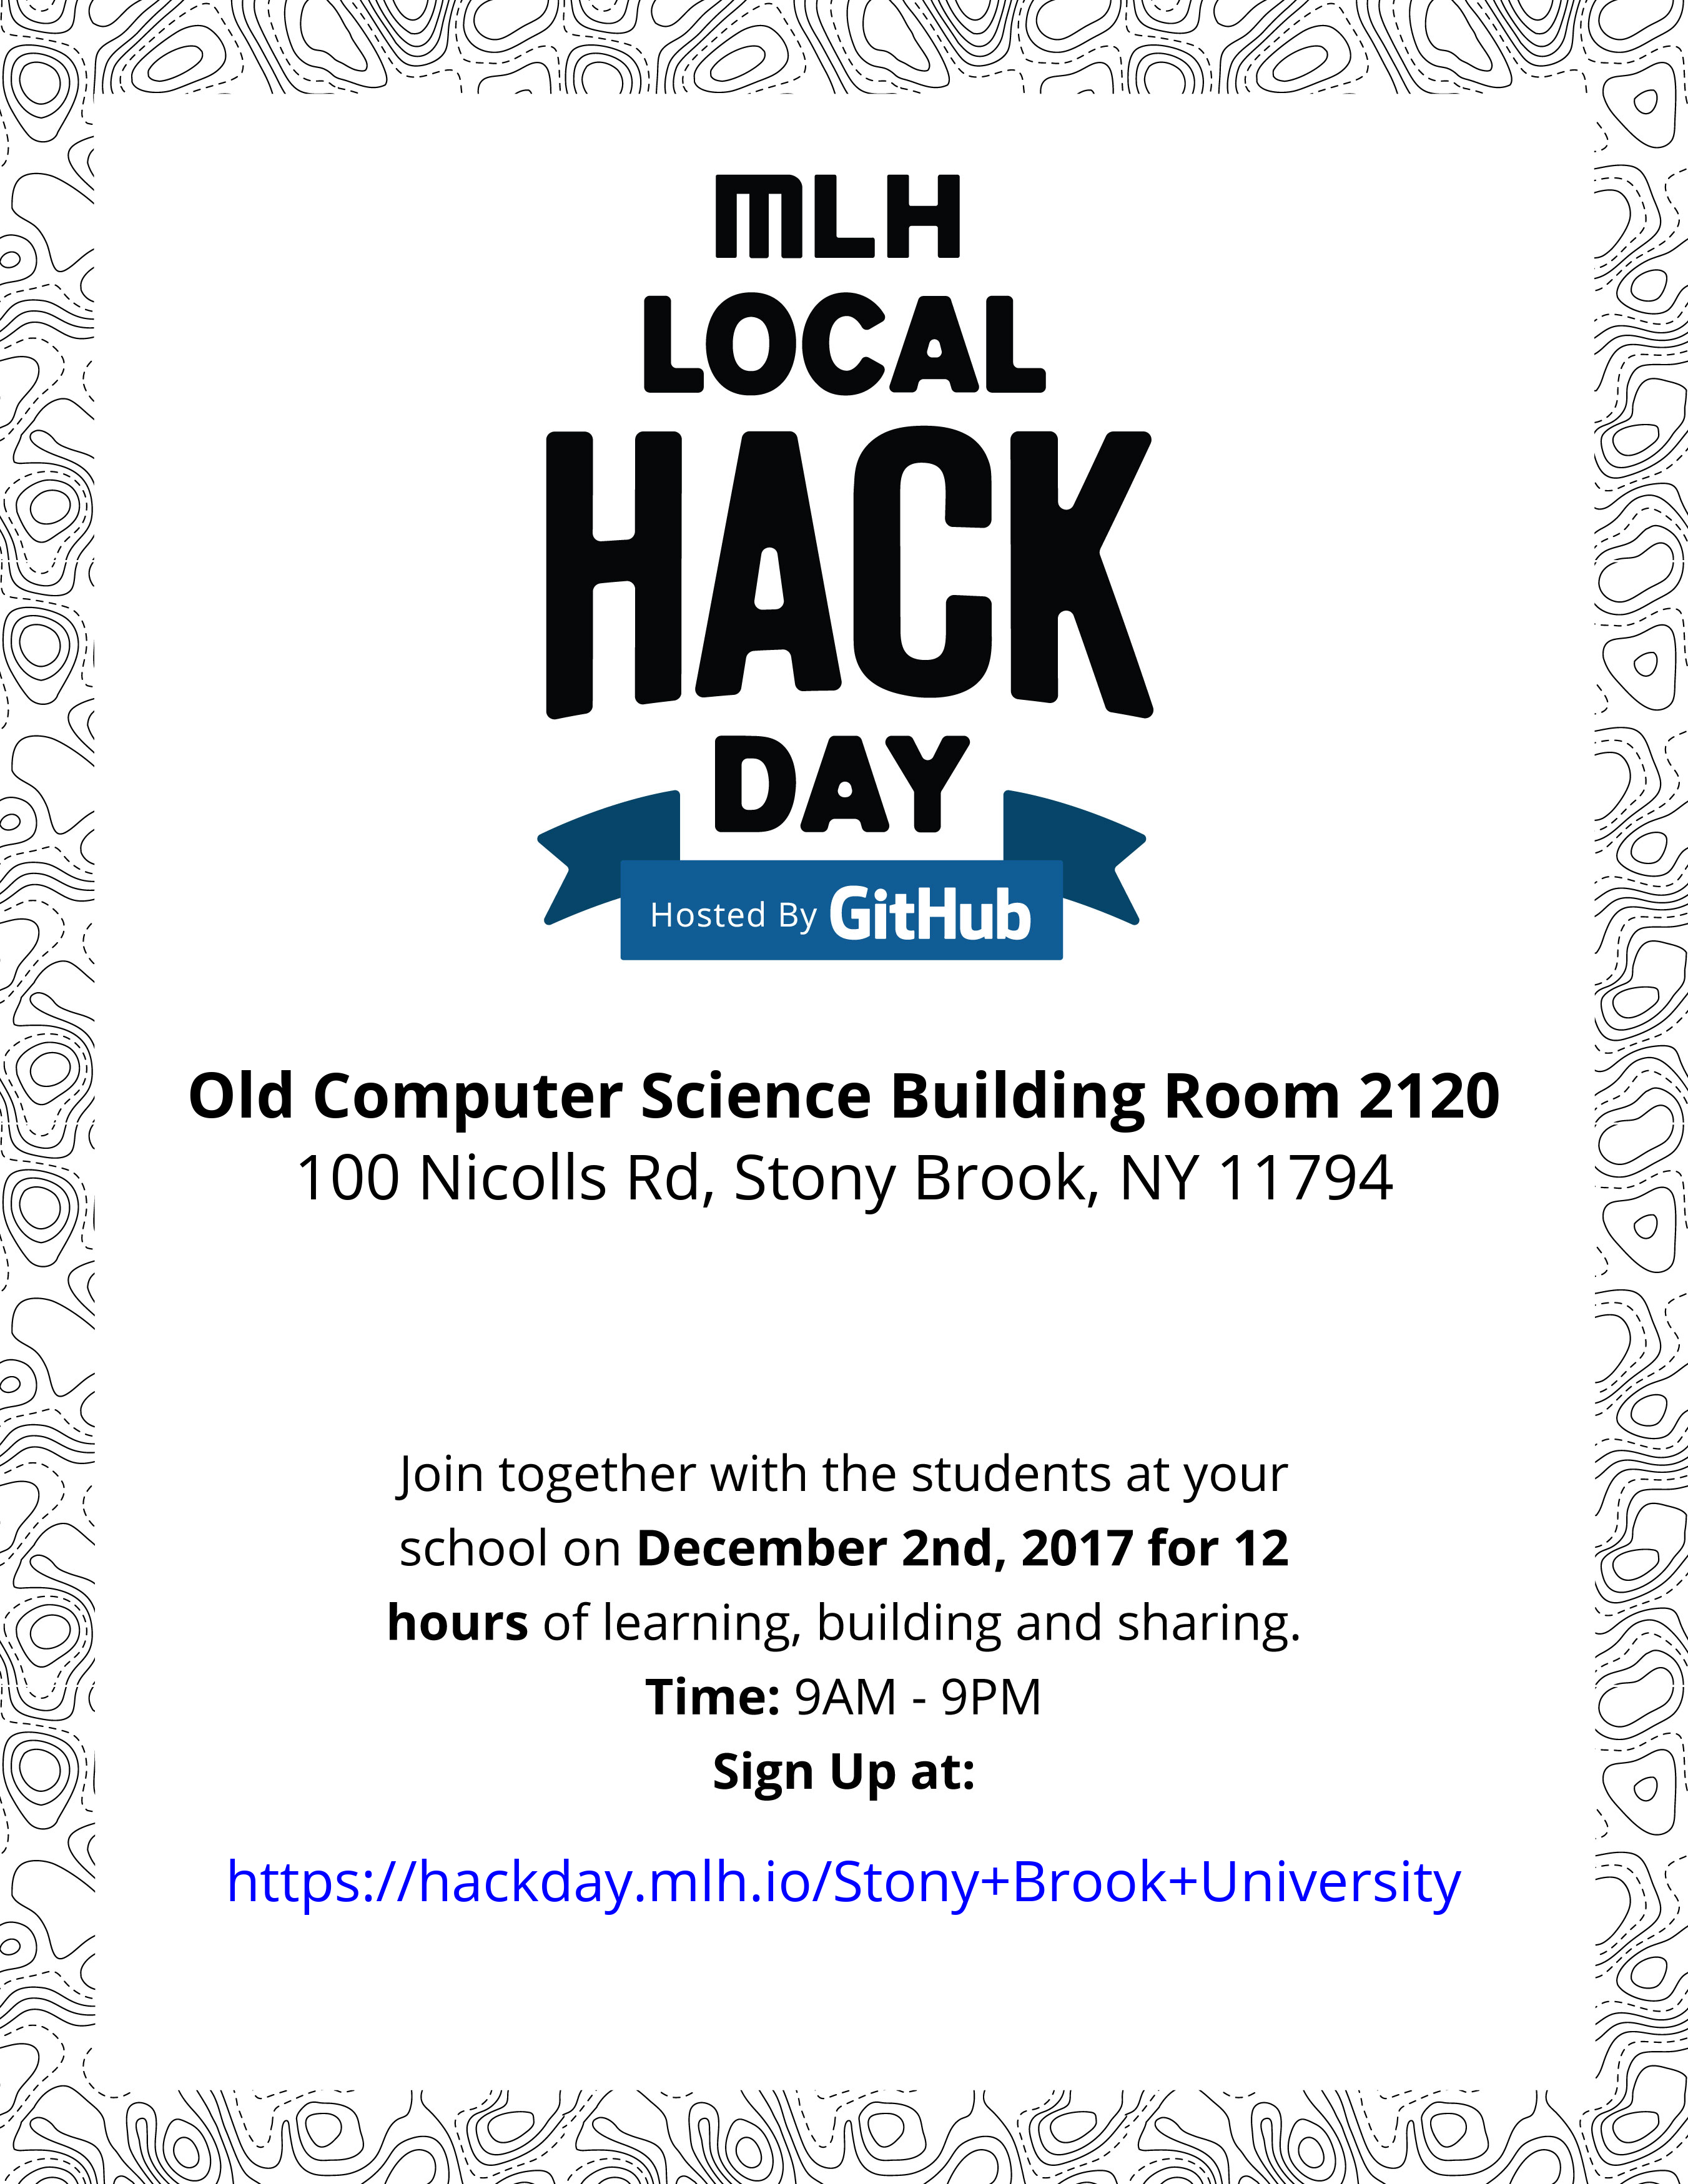 MLH
LOCAL
HACK
DAY
Hosted By GitHub
Old Computer Science Building Room 2120
100 Nicolls Rd, Stony Brook, NY 11794
Join together with the students at your
school on December 2nd, 2017 for 12
hours of learning, building and sharing.
Time: 9AM - 9PM
Sign Up at:
https://hackday.mlh.io/Stony+Brook+University